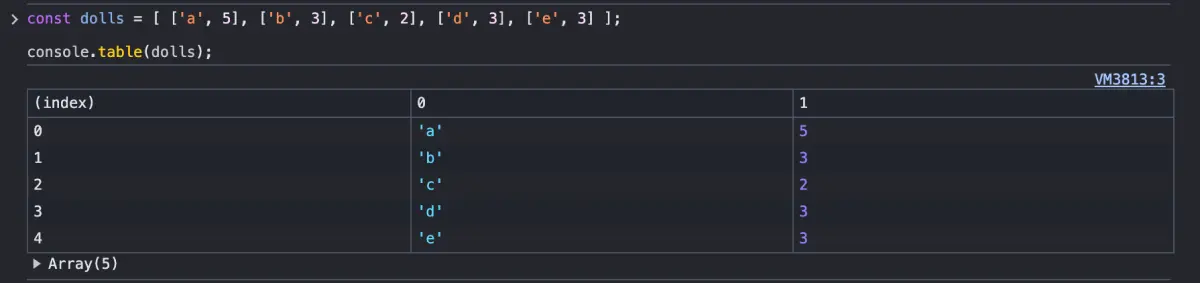 const dolls = [ ['a', 5], ['b', 3], ['c', 2], ['d', 3], ['e', 3] ];
console.table(dolls);
VM3813:3
(index) 0 1
0 'a' 5
1 'b' 3
2 'c' 2
3 'd' 3
4 'e' 3
Array(5)